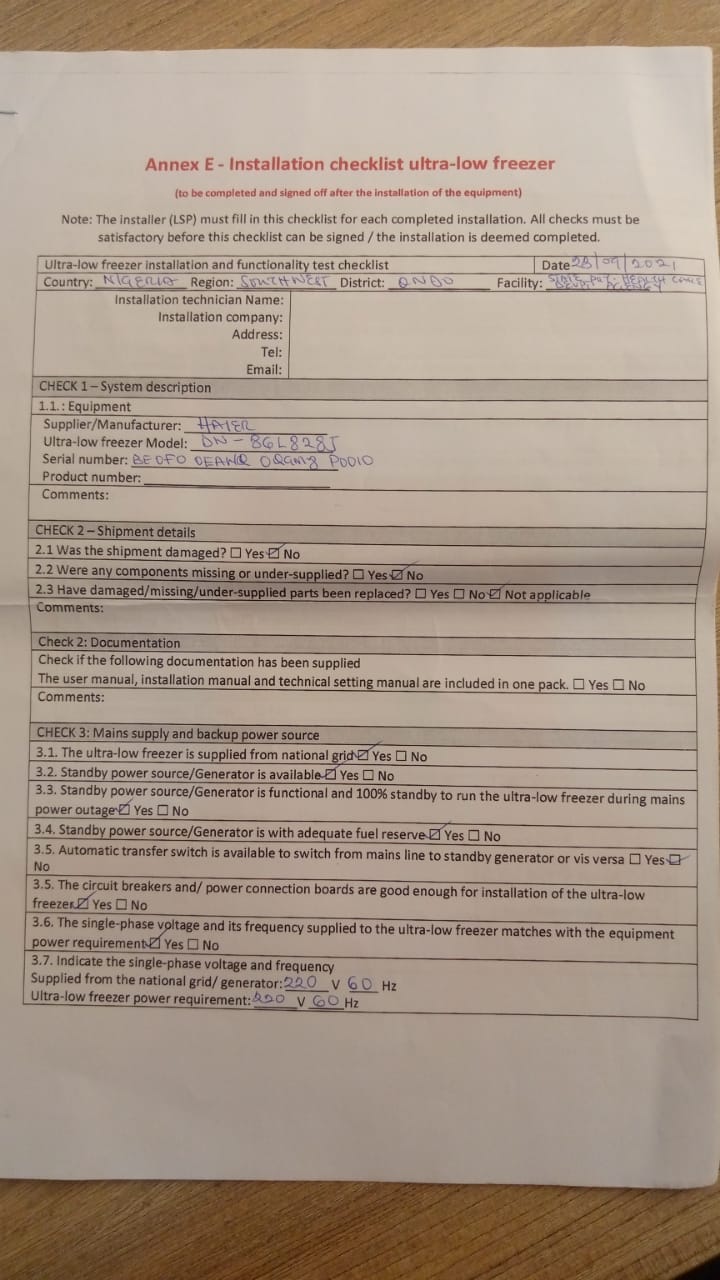 Annex E - Installation checklist ultra-low freezer
(to be completed and signed off after the installation of the equipment)
Note: The installer (LSP) must fill in this checklist for each completed installation. All checks must be
satisfactory before this checklist can be signed / the installation is deemed completed.
Ultra-low freezer installation and functionality test checklist Date 28/09/2021
Country: NIGERIA Region: SOUTHWEST District: ONDO Facility: STATE HEALTH
Installation technician Name:
Installation company:
Address:
Tel:
Email:
CHECK 1 – System description
1.1.: Equipment
Supplier/Manufacturer: HAIER
Ultra-low freezer Model: DW - 86L828J
Serial number:
Product number:
Comments:
CHECK 2 – Shipment details
2.1 Was the shipment damaged? ☐ Yes ☑ No
2.2 Were any components missing or under-supplied? ☐ Yes ☑ No
2.3 Have damaged/missing/under-supplied parts been replaced? ☐ Yes ☐ No ☑ Not applicable
Comments:
Check 2: Documentation
Check if the following documentation has been supplied
The user manual, installation manual and technical setting manual are included in one pack. ☐ Yes ☐ No
Comments:
CHECK 3: Mains supply and backup power source
3.1. The ultra-low freezer is supplied from national grid ☑ Yes ☐ No
3.2. Standby power source/Generator is available ☑ Yes ☐ No
3.3. Standby power source/Generator is functional and 100% standby to run the ultra-low freezer during mains
power outage ☑ Yes ☐ No
3.4. Standby power source/Generator is with adequate fuel reserve ☑ Yes ☐ No
3.5. Automatic transfer switch is available to switch from mains line to standby generator or vis versa ☐ Yes ☑
No
3.5. The circuit breakers and/ power connection boards are good enough for installation of the ultra-low
freezer ☑ Yes ☐ No
3.6. The single-phase voltage and its frequency supplied to the ultra-low freezer matches with the equipment
power requirement ☑ Yes ☐ No
3.7. Indicate the single-phase voltage and frequency
Supplied from the national grid/ generator: 220 V 60 Hz
Ultra-low freezer power requirement: 220 V 60 Hz